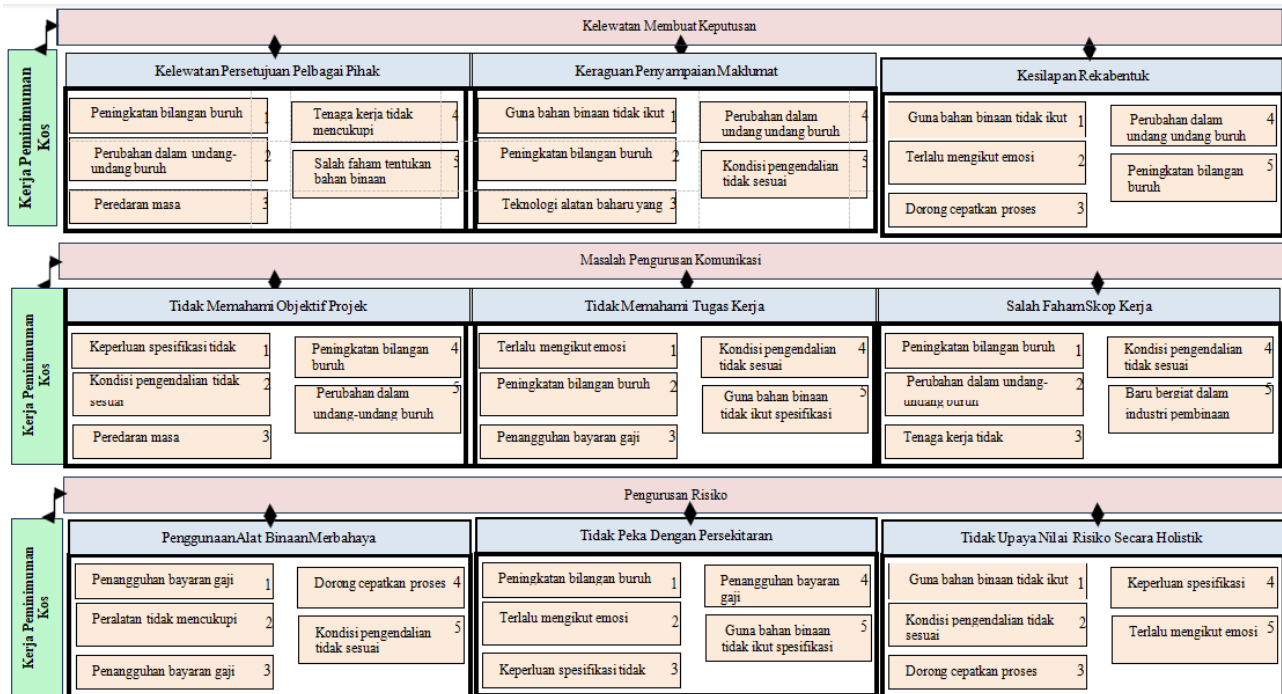 Kelewatan Membuat Keputusan
Kerja Peminimuman
Kos
Kelewatan Persetujuan Pelbagai Pihak
Peningkatan bilangan buruh 1
Perubahan dalam undang-
undang buruh 2
Peredaran masa 3
Tenaga kerja tidak
mencukupi 4
Salah faham tentukan
bahan binaan 5
Keraguan Penyampaian Maklumat
Guna bahan binaan tidak ikut 1
Peningkatan bilangan buruh 2
Teknologi alatan baharu yang 3
Perubahan dalam
undang undang buruh 4
Kondisi pengendalian
tidak sesuai 5
Kesilapan Rekabentuk
Guna bahan binaan tidak ikut 1
Terlalu mengikut emosi 2
Dorong cepatkan proses 3
Perubahan dalam
undang undang buruh 4
Peningkatan bilangan
buruh 5
Masalah Pengurusan Komunikasi
Kerja Peminimuman
Kos
Tidak Memahami Objektif Projek
Keperluan spesifikasi tidak 1
Kondisi pengendalian tidak
sesuai 2
Peredaran masa 3
Peningkatan bilangan
buruh 4
Perubahan dalam
undang-undang buruh 5
Tidak Memahami Tugas Kerja
Terlalu mengikut emosi 1
Peningkatan bilangan buruh 2
Penangguhan bayaran gaji 3
Kondisi pengendalian
tidak sesuai 4
Guna bahan binaan
tidak ikut spesifikasi 5
Salah Faham Skop Kerja
Peningkatan bilangan buruh 1
Perubahan dalam undang-
undang buruh 2
Tenaga kerja tidak 3
Kondisi pengendalian
tidak sesuai 4
Baru bergiat dalam
industri pembinaan 5
Pengurusan Risiko
Kerja Peminimuman
Kos
Penggunaan Alat Binaan Merbahaya
Penangguhan bayaran gaji 1
Peralatan tidak mencukupi 2
Penangguhan bayaran gaji 3
Dorong cepatkan proses 4
Kondisi pengendalian
tidak sesuai 5
Tidak Peka Dengan Persekitaran
Peningkatan bilangan buruh 1
Terlalu mengikut emosi 2
Keperluan spesifikasi tidak 3
Penangguhan bayaran
gaji 4
Guna bahan binaan
tidak ikut spesifikasi 5
Tidak Upaya Nilai Risiko Secara Holistik
Guna bahan binaan tidak ikut 1
Kondisi pengendalian tidak
sesuai 2
Dorong cepatkan proses 3
Keperluan spesifikasi 4
Terlalu mengikut emosi 5